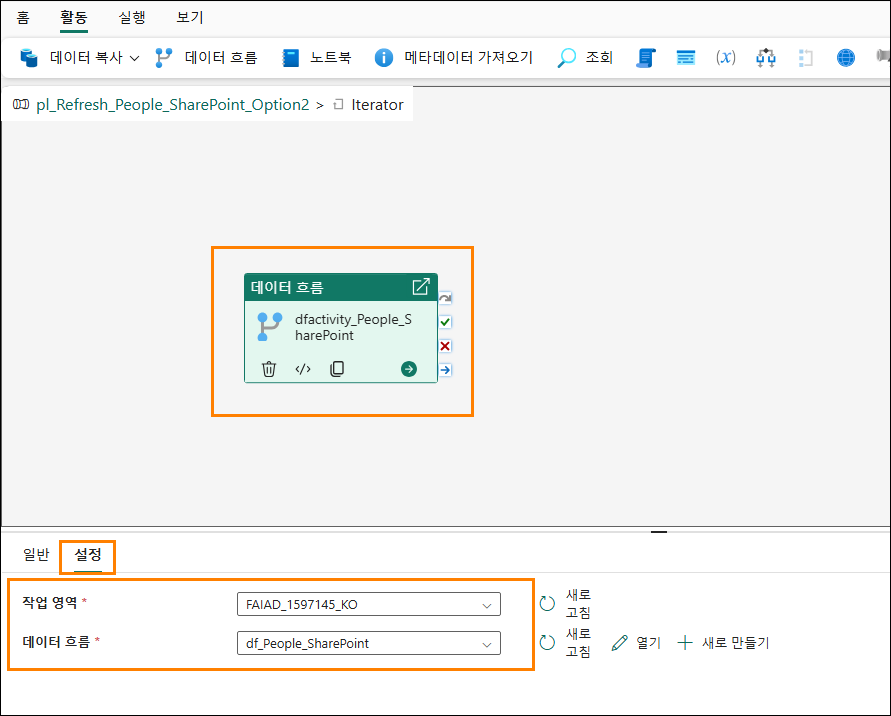 홈 활동 실행 보기
데이터 복사 데이터 흐름 노트북 메타데이터 가져오기 조회 (x)
pl_Refresh_People_SharePoint_Option2 > Iterator
데이터 흐름
dfactivity_People_S
harePoint
일반 설정
작업 영역 * FAIAD_1597145_KO 새로
고침
데이터 흐름 * df_People_SharePoint 새로
고침 열기 새로 만들기